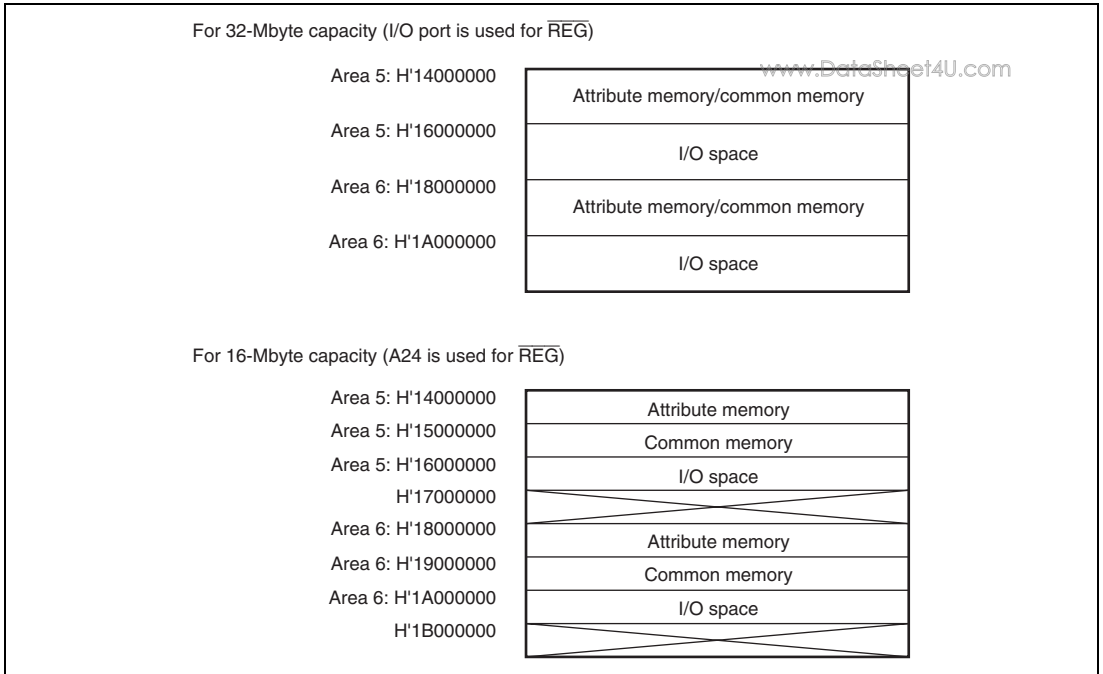 For 32-Mbyte capacity (I/O port is used for R̅E̅G̅)
www.DataSheet4U.com
Area 5: H'14000000
Attribute memory/common memory
Area 5: H'16000000
I/O space
Area 6: H'18000000
Attribute memory/common memory
Area 6: H'1A000000
I/O space
For 16-Mbyte capacity (A24 is used for R̅E̅G̅)
Area 5: H'14000000
Attribute memory
Area 5: H'15000000
Common memory
Area 5: H'16000000
I/O space
H'17000000
Area 6: H'18000000
Attribute memory
Area 6: H'19000000
Common memory
Area 6: H'1A000000
I/O space
H'1B000000